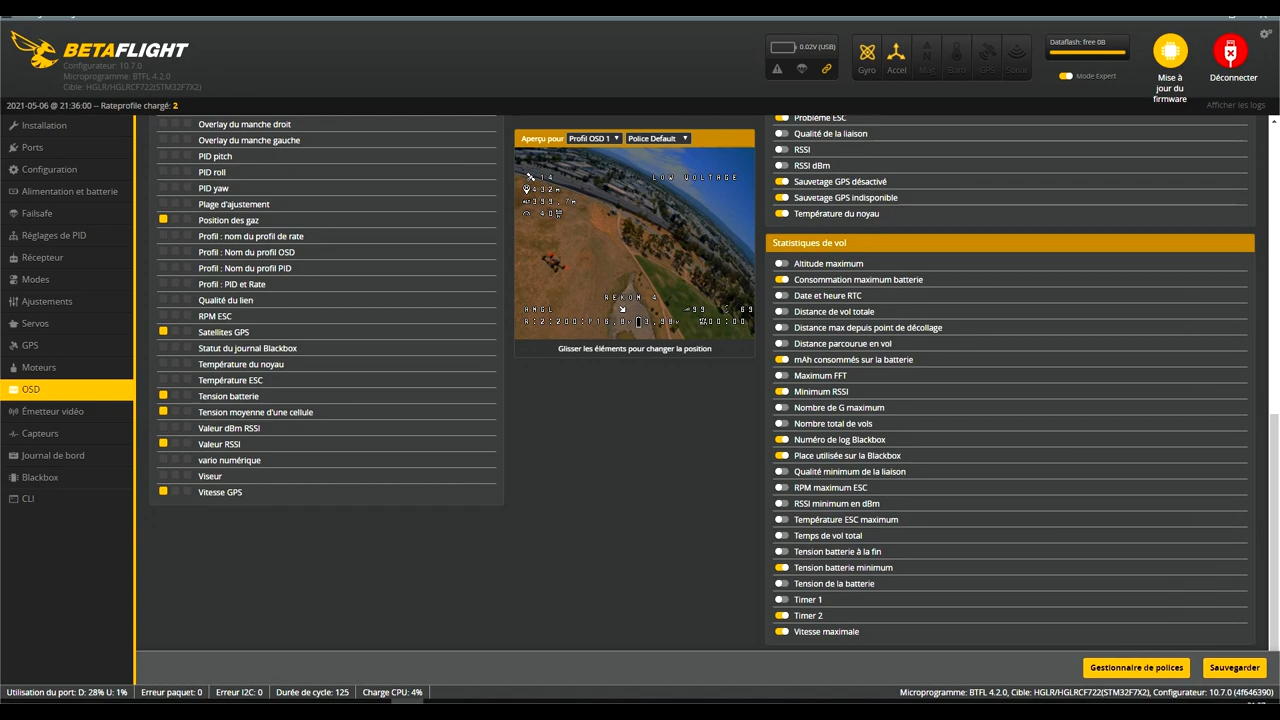 BETAFLIGHT
Configurateur: 10.7.0
Microprogramme: BTFL 4.2.0
Cible: HGLR/HGLRCF722(STM32F7X2)
0.02V (USB)
Gyro
Accel
Mag
Baro
GPS
Sonar
Dataflash: free 0B
Mode Expert
Mise à
jour du
firmware
Déconnecter
2021-05-06 @ 21:36:00 -- Rateprofile chargé: 2
Afficher les logs
Installation
Ports
Configuration
Alimentation et batterie
Failsafe
Réglages de PID
Récepteur
Modes
Ajustements
Servos
GPS
Moteurs
OSD
Émetteur vidéo
Capteurs
Journal de bord
Blackbox
CLI
Overlay du manche droit
Overlay du manche gauche
PID pitch
PID roll
PID yaw
Plage d'ajustement
Position des gaz
Profil : nom du profil de rate
Profil : Nom du profil OSD
Profil : Nom du profil PID
Profil : PID et Rate
Qualité du lien
RPM ESC
Satellites GPS
Statut du journal Blackbox
Température du noyau
Température ESC
Tension batterie
Tension moyenne d'une cellule
Valeur dBm RSSI
Valeur RSSI
vario numérique
Viseur
Vitesse GPS
Aperçu pour
Profil OSD 1
Police Default
14
LOW VOLTAGE
432m
399,7m
40
REKON 4
ANGL
99
69
00:00
Glisser les éléments pour changer la position
Problème ESC
Qualité de la liaison
RSSI
RSSI dBm
Sauvetage GPS désactivé
Sauvetage GPS indisponible
Température du noyau
Statistiques de vol
Altitude maximum
Consommation maximum batterie
Date et heure RTC
Distance de vol totale
Distance max depuis point de décollage
Distance parcourue en vol
mAh consommés sur la batterie
Maximum FFT
Minimum RSSI
Nombre de G maximum
Nombre total de vols
Numéro de log Blackbox
Place utilisée sur la Blackbox
Qualité minimum de la liaison
RPM maximum ESC
RSSI minimum en dBm
Température ESC maximum
Temps de vol total
Tension batterie à la fin
Tension batterie minimum
Tension de la batterie
Timer 1
Timer 2
Vitesse maximale
Gestionnaire de polices
Sauvegarder
Utilisation du port: D: 28% U: 1%
Erreur paquet: 0
Erreur I2C: 0
Durée de cycle: 125
Charge CPU: 4%
Microprogramme: BTFL 4.2.0, Cible: HGLR/HGLRCF722(STM32F7X2), Configurateur: 10.7.0 (4f646390)